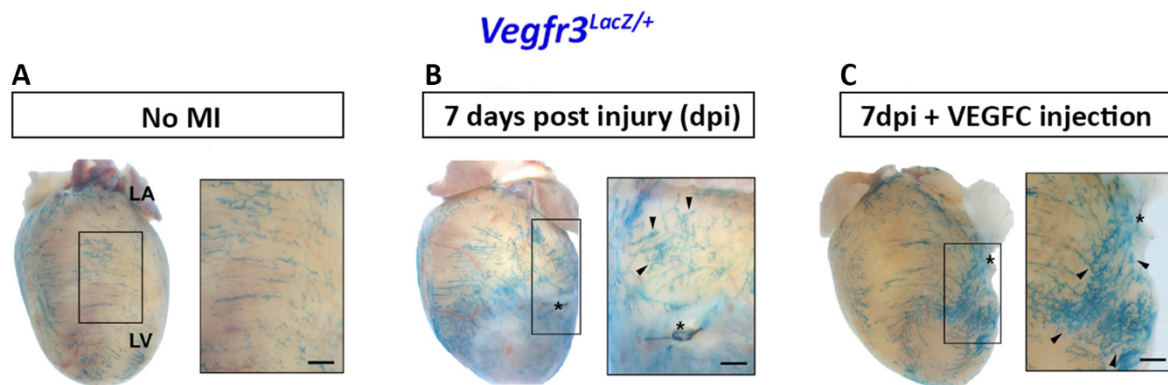 Vegfr3LacZ/+
A
No MI
LA
LV
B
7 days post injury (dpi)
*
*
C
7dpi + VEGFC injection
*
*